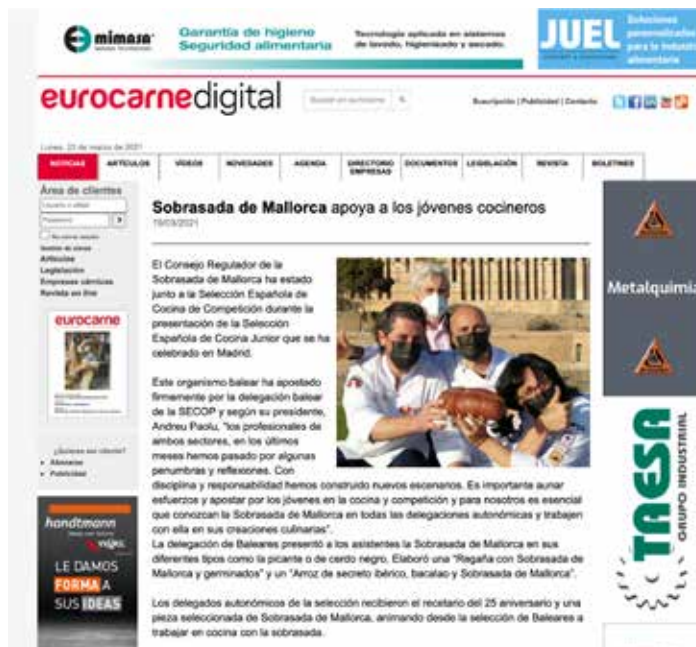 mimasa
Garantía de higiene
Seguridad alimentaria
Tecnología aplicada en sistemas
de lavado, higienizado y secado.
JUEL
Soluciones
personalizadas
para la industria
alimentaria
eurocarnedigital
Suscripción | Publicidad | Contacto
NOTICIAS
ARTÍCULOS
VÍDEOS
NOVEDADES
AGENDA
DIRECTORIO
EMPRESAS
DOCUMENTOS
LEGISLACIÓN
REVISTA
BOLETINES
Área de clientes
Artículos
Legislación
Empresas cárnicas
Revista on line
eurocarne
¿Quieres ser cliente?
Publicidad
handtmann
LE DAMOS
FORMA A
SUS IDEAS
Sobrasada de Mallorca apoya a los jóvenes cocineros
19/03/2021
El Consejo Regulador de la
Sobrasada de Mallorca ha estado
junto a la Selección Española de
Cocina de Competición durante la
presentación de la Selección
Española de Cocina Junior que se ha
celebrado en Madrid.
Este organismo balear ha apostado
firmemente por la delegación balear
de la SECOP y según su presidente,
Andreu Paolu, "los profesionales de
ambos sectores, en los últimos
meses hemos pasado por algunas
penumbras y reflexiones. Con
disciplina y responsabilidad hemos construido nuevos escenarios. Es importante aunar
esfuerzos y apostar por los jóvenes en la cocina y competición y para nosotros es esencial
que conozcan la Sobrasada de Mallorca en todas las delegaciones autonómicas y trabajen
con ella en sus creaciones culinarias".
La delegación de Baleares presentó a los asistentes la Sobrasada de Mallorca en sus
diferentes tipos como la picante o de cerdo negro. Elaboró una "Regaña con Sobrasada de
Mallorca y germinados" y un "Arroz de secreto ibérico, bacalao y Sobrasada de Mallorca".
Los delegados autonómicos de la selección recibieron el recetario del 25 aniversario y una
pieza seleccionada de Sobrasada de Mallorca, animando desde la selección de Baleares a
trabajar en cocina con la sobrasada.
Metalquimia
TAESA
GRUPO INDUSTRIAL